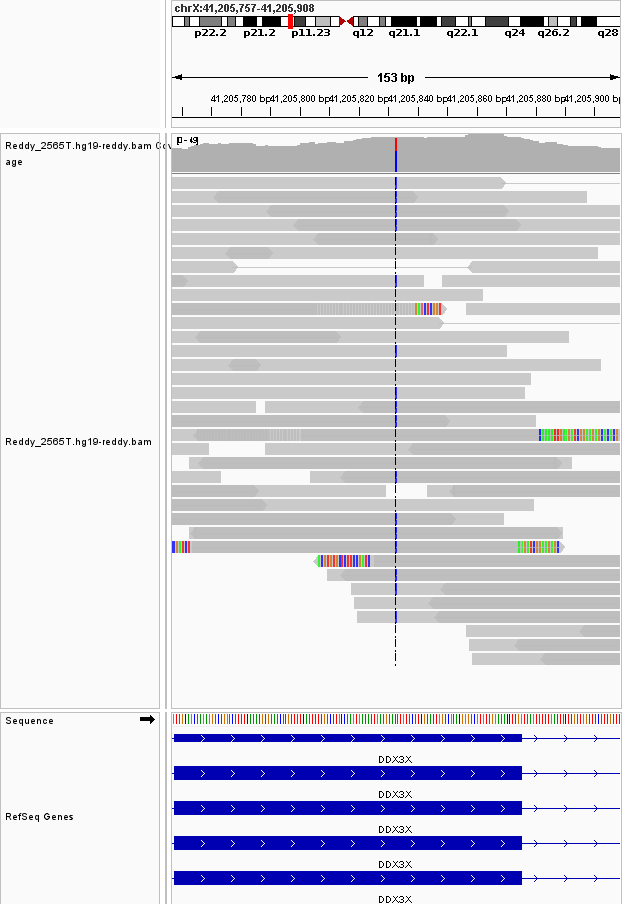 chrX:41,205,757-41,205,908
p22.2 p21.2 p11.23 q12 q21.1 q22.1 q24 q26.2 q28
153 bp
41,205,780 bp 41,205,800 bp 41,205,820 bp 41,205,840 bp 41,205,860 bp 41,205,880 bp 41,205,900 bp
Reddy_2565T.hg19-reddy.bam Cov
age
Reddy_2565T.hg19-reddy.bam
Sequence
DDX3X
DDX3X
RefSeq Genes
DDX3X
DDX3X
DDX3X